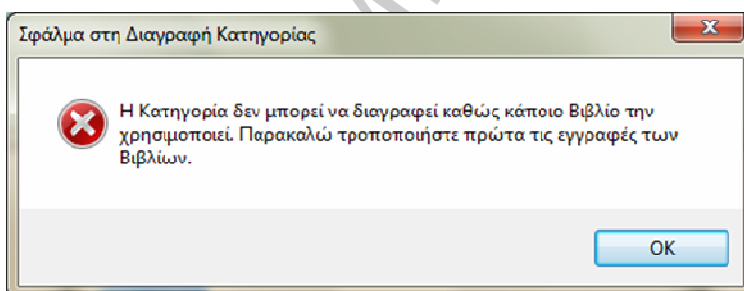 Σφάλμα στη Διαγραφή Κατηγορίας
Η Κατηγορία δεν μπορεί να διαγραφεί καθώς κάποιο Βιβλίο την
χρησιμοποιεί. Παρακαλώ τροποποιήστε πρώτα τις εγγραφές των
Βιβλίων.
OK